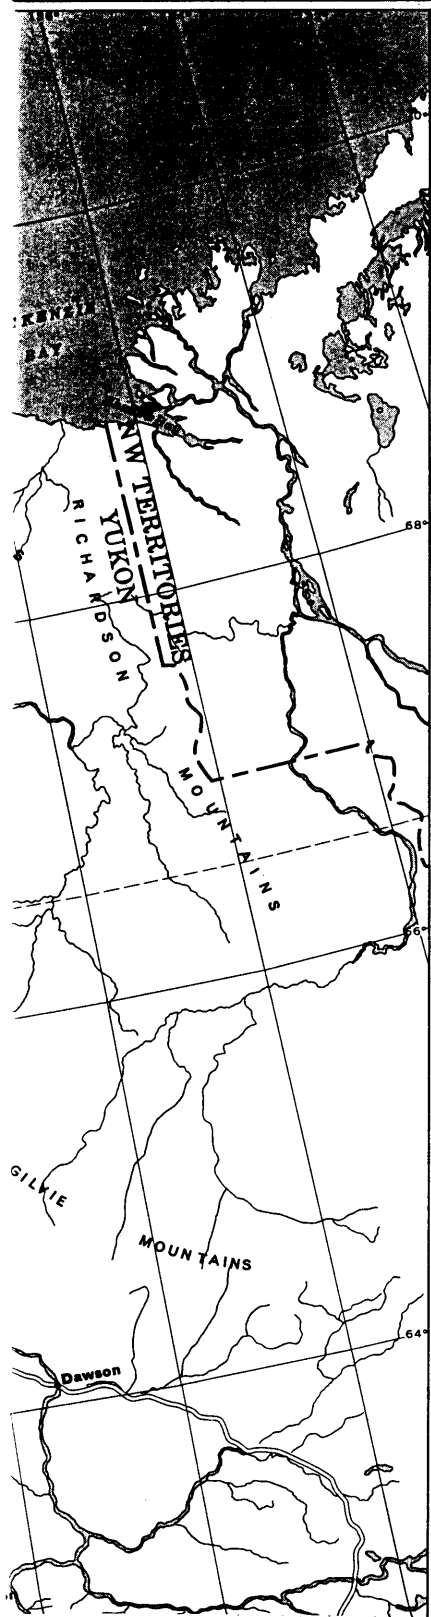 KENZIE
BAY
NW TERRITORIES
YUKON
RICHARDSON
68°
MOUNTAINS
66°
GILVIE
MOUNTAINS
64°
Dawson